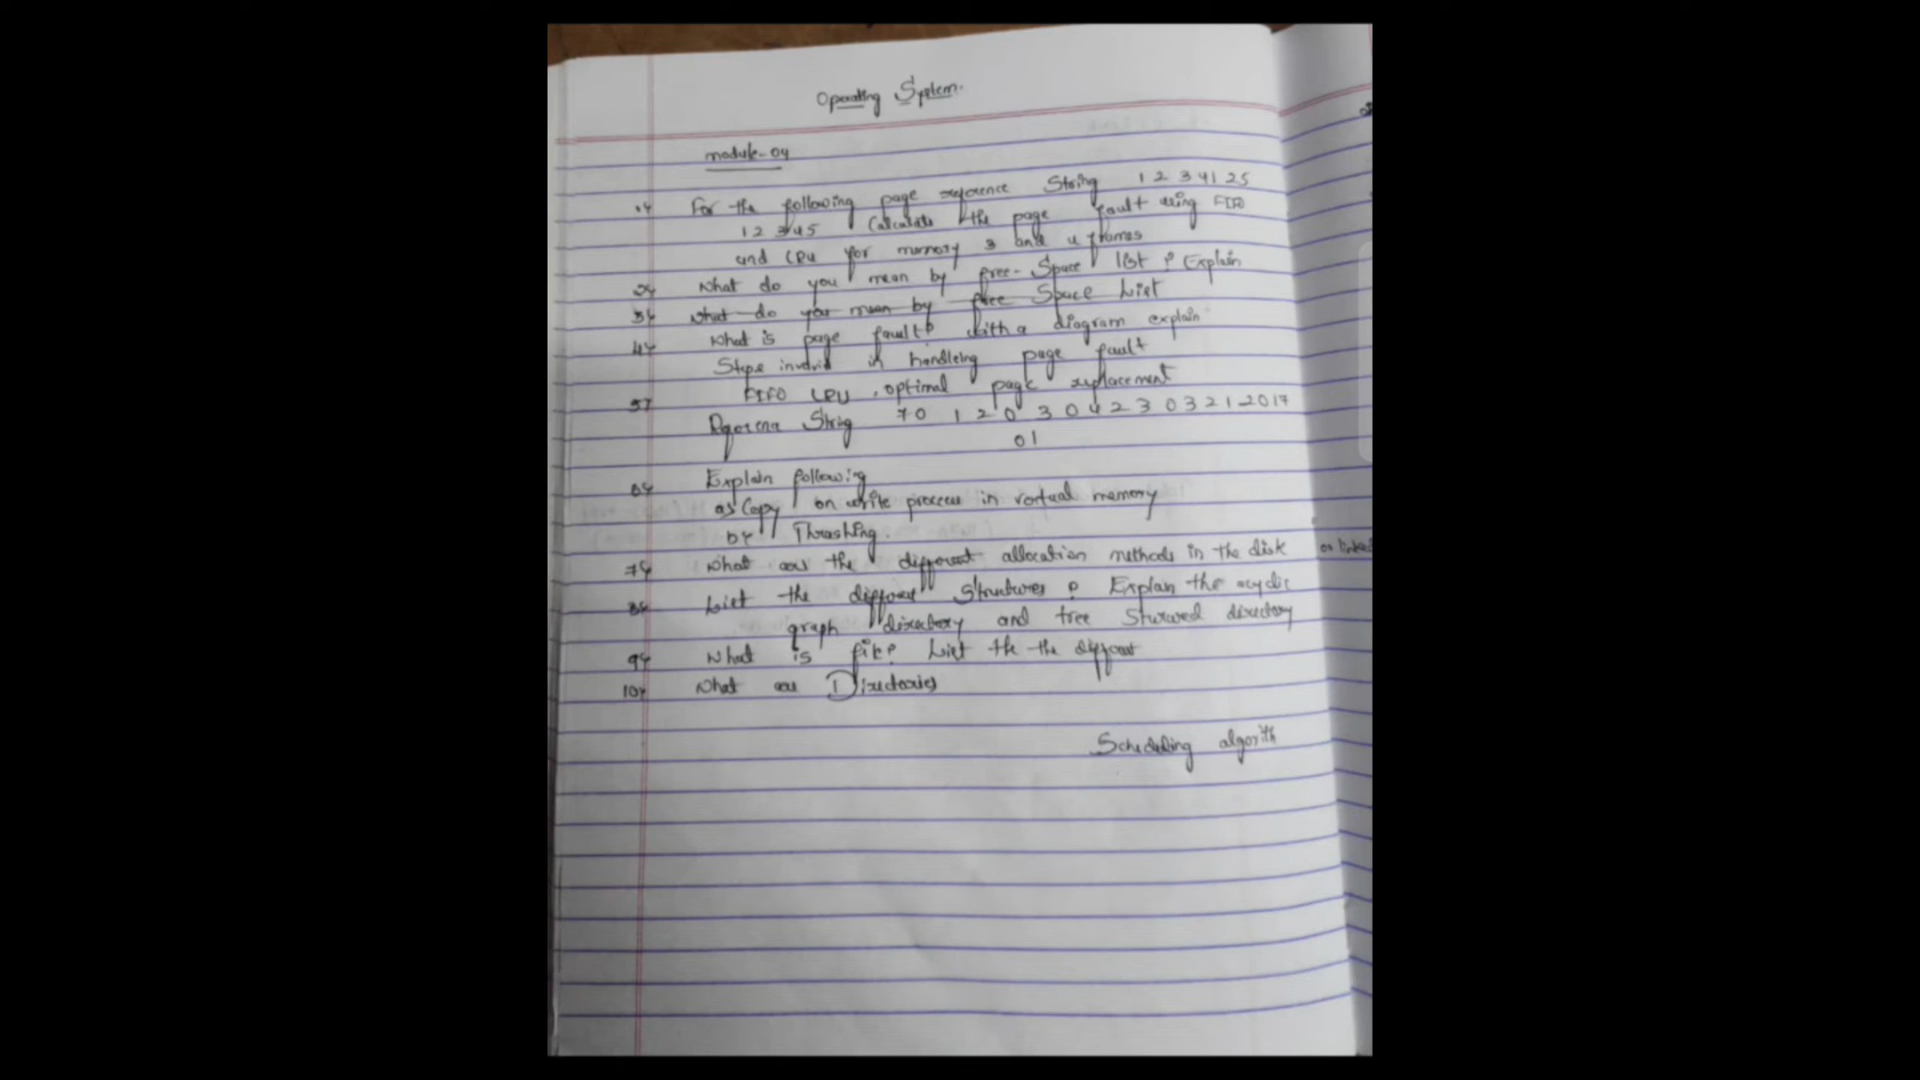 Operating System.
module-04
1) For the following page reference String 1 2 3 4 1 2 5
1 2 3 4 5 Calculate the page fault using FIFO
and LRU for memory 3 and 4 frames
2) What do you mean by free-Space list ? Explain
3) What do you mean by free Space List
4) What is page fault? with a diagram explain
Steps involved in handleing page fault
5) FIFO LRU, optimal page replacement
String 7 0 1 2 0 3 0 4 2 3 0 3 2 1 2 0 1 7
0 1
6) Explain following
a) Copy on write process in virtual memory
b) Thrashing.
7) What are the different allocation methods in the disk
or linked
8) List the different Structures ? Explain the acyclic
graph directory and tree directory
9) What is file? List the the different
10) What are Directories
Scheduling algorith